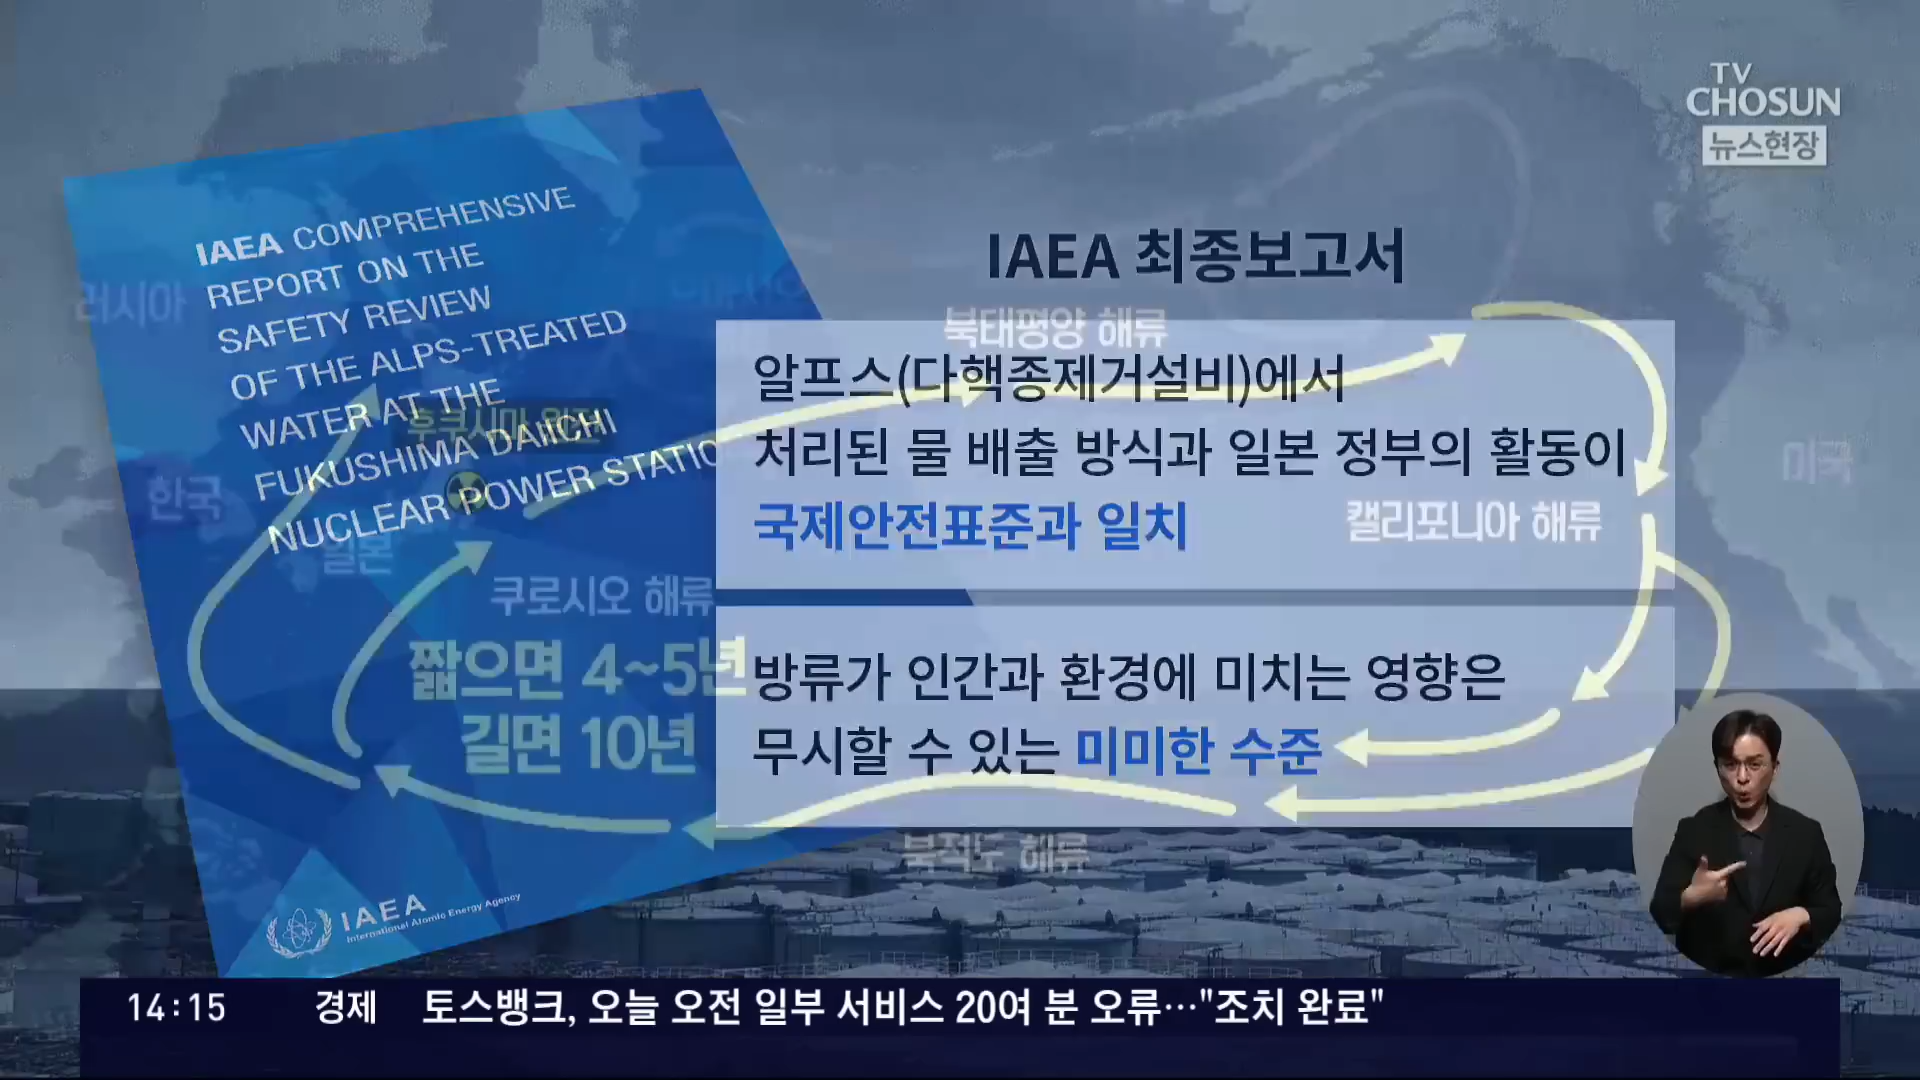 TV
CHOSUN
뉴스현장
IAEA COMPREHENSIVE
REPORT ON THE
SAFETY REVIEW
OF THE ALPS-TREATED
WATER AT THE
FUKUSHIMA DAIICHI
NUCLEAR POWER STATIO
IAEA
International Atomic Energy Agency
IAEA 최종보고서
알프스(다핵종제거설비)에서
처리된 물 배출 방식과 일본 정부의 활동이
국제안전표준과 일치
방류가 인간과 환경에 미치는 영향은
무시할 수 있는 미미한 수준
러시아
북태평양 해류
후쿠시마 원전
한국
일본
미국
캘리포니아 해류
쿠로시오 해류
짧으면 4~5년
길면 10년
북적도 해류
14:15 경제 토스뱅크, 오늘 오전 일부 서비스 20여 분 오류…"조치 완료"